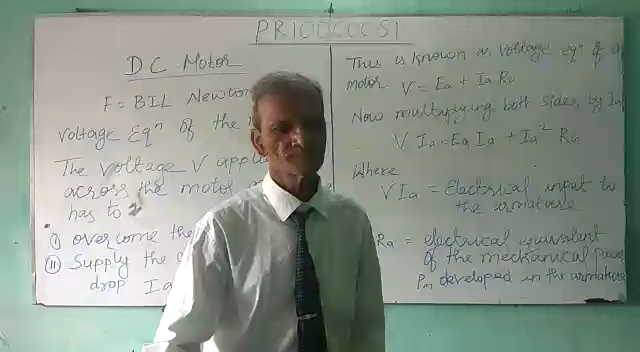 PR100CCCS1
D.C. Motor
F = BIL Newton
Voltage Eqn of the
The voltage V appli
across the motor
has to
(i) overcome the
(ii) Supply the
drop Ia
This is known as voltage eqn of a
motor V = Ea + Ia Ra
Now multiplying both sides by Ia
V Ia = Ea Ia + Ia² Ra
Where
V Ia = Electrical input to
the armature
Ra = electrical equivalent
of the mechanical power
Pm developed in the armature